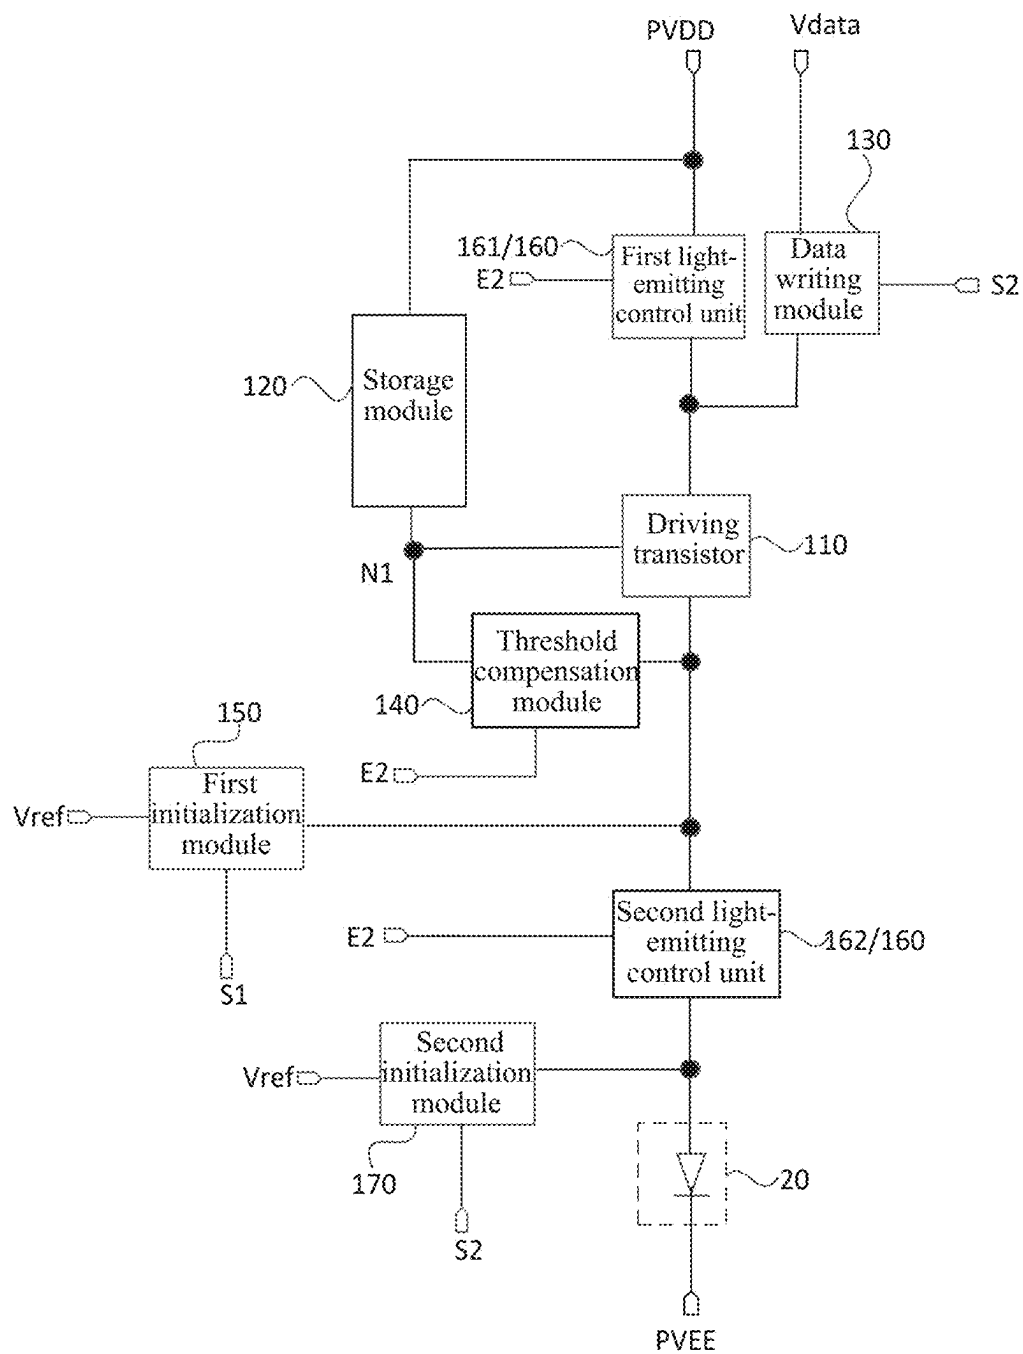 PVDD
Vdata
130
161/160
First light-
emitting
control unit
E2
Data
writing
module
S2
120
Storage
module
Driving
transistor
110
N1
Threshold
compensation
module
140
E2
150
First
initialization
module
Vref
S1
Second light-
emitting
control unit
E2
162/160
Second
initialization
module
Vref
170
S2
20
PVEE